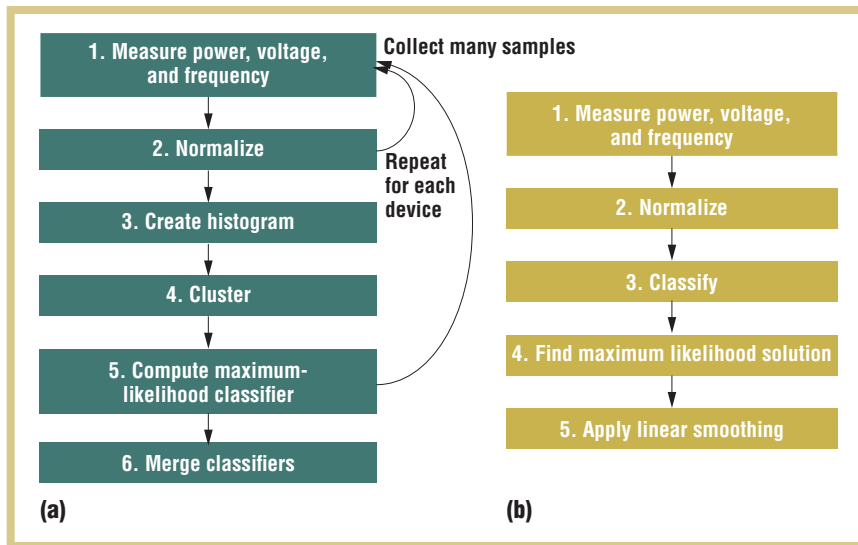 1. Measure power, voltage,
and frequency
Collect many samples
2. Normalize
Repeat
for each
device
3. Create histogram
4. Cluster
5. Compute maximum-
likelihood classifier
6. Merge classifiers
(a)
1. Measure power, voltage,
and frequency
2. Normalize
3. Classify
4. Find maximum likelihood solution
5. Apply linear smoothing
(b)